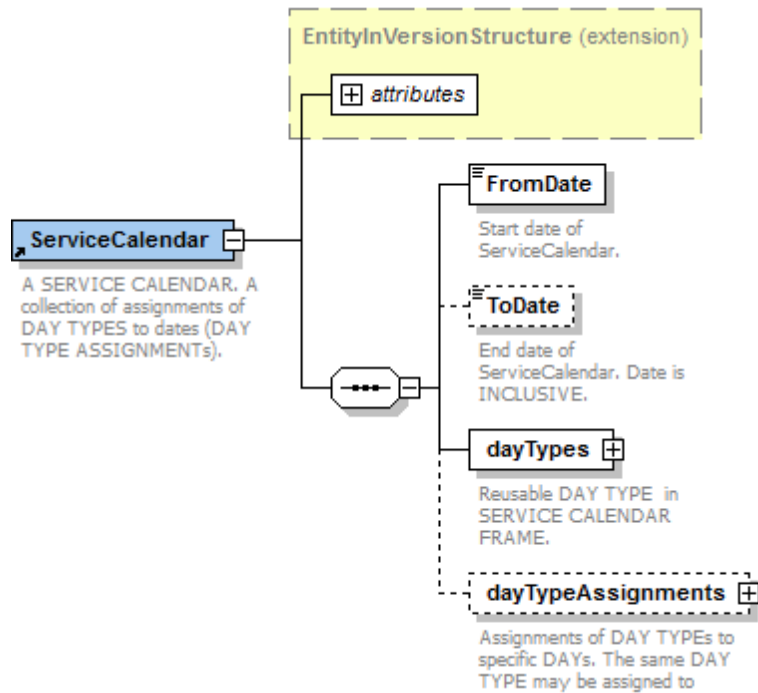 EntityInVersionStructure (extension)
attributes
ServiceCalendar
A SERVICE CALENDAR. A
collection of assignments of
DAY TYPES to dates (DAY
TYPE ASSIGNMENTs).
FromDate
Start date of
ServiceCalendar.
ToDate
End date of
ServiceCalendar. Date is
INCLUSIVE.
dayTypes
Reusable DAY TYPE in
SERVICE CALENDAR
FRAME.
dayTypeAssignments
Assignments of DAY TYPEs to
specific DAYs. The same DAY
TYPE may be assigned to